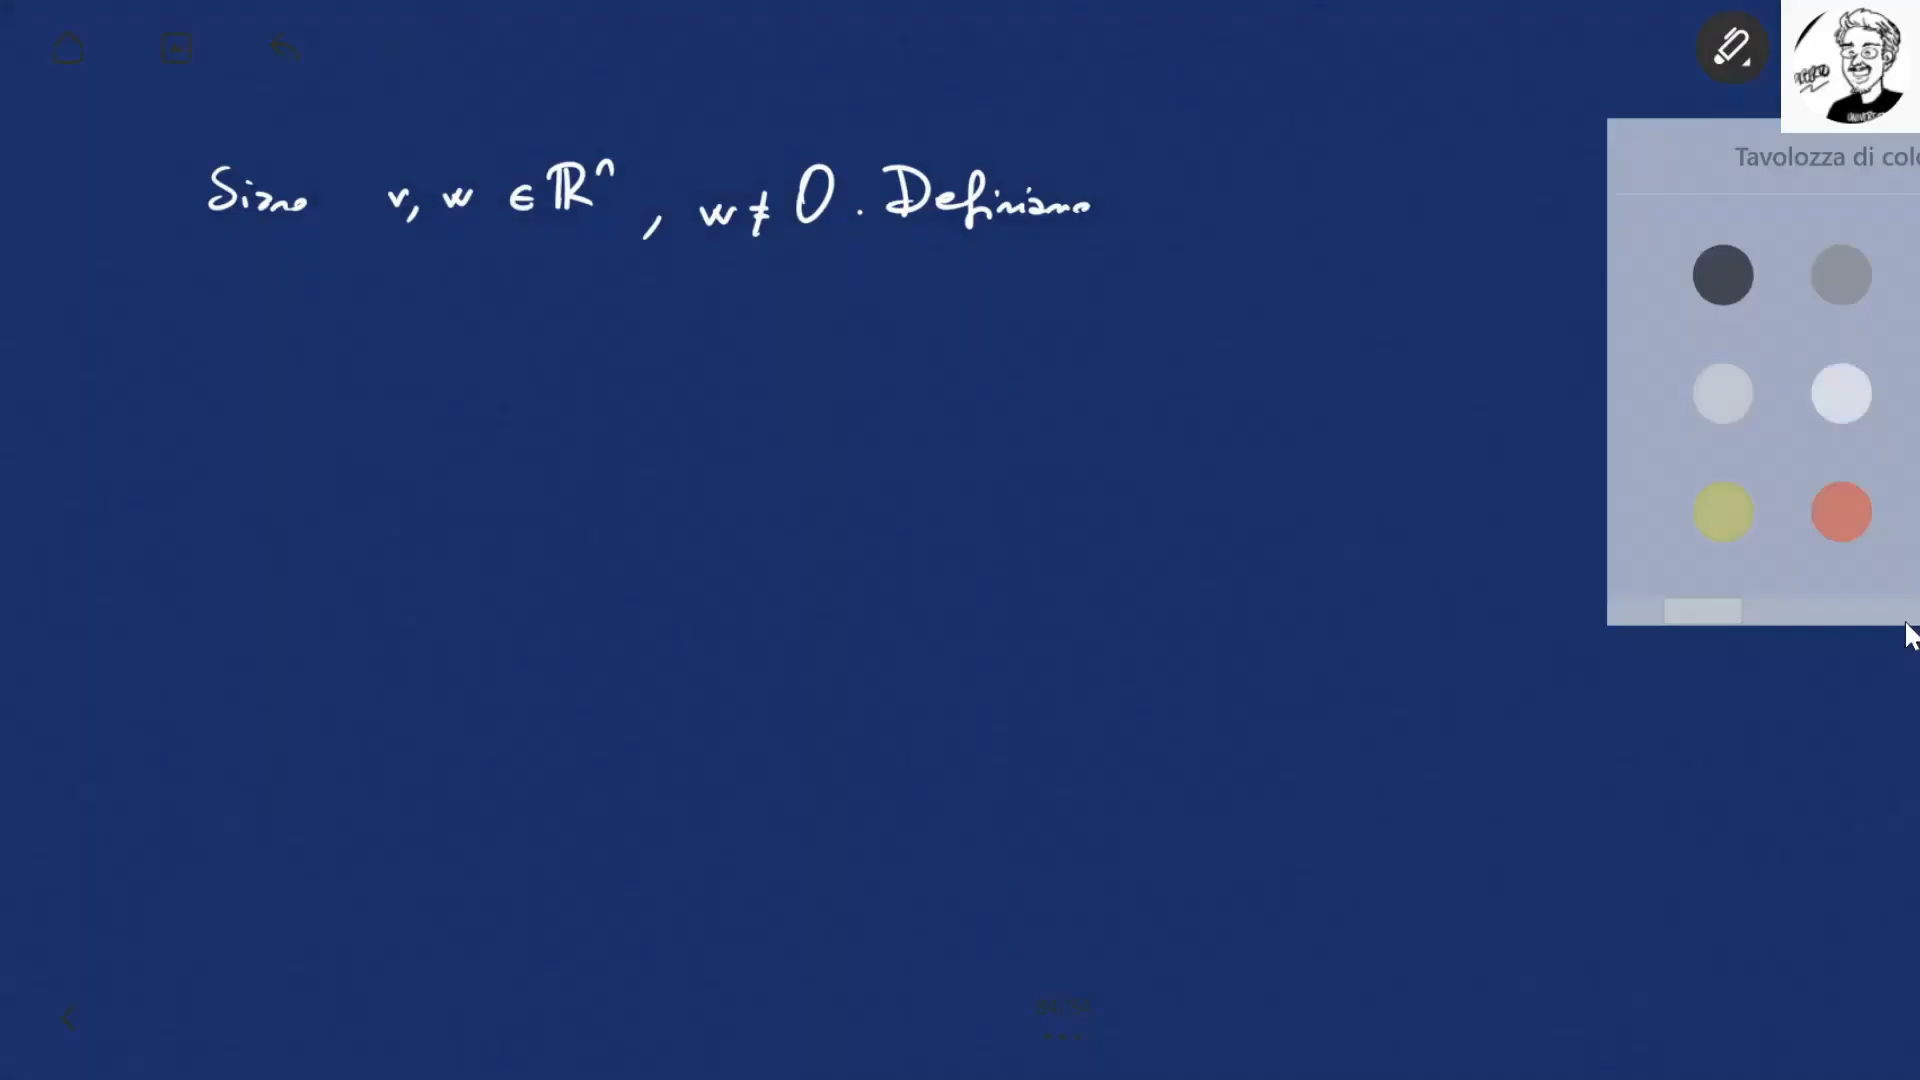 Siano v, w ∈ ℝⁿ, w ≠ 0. Definiamo
Tavolozza di colo